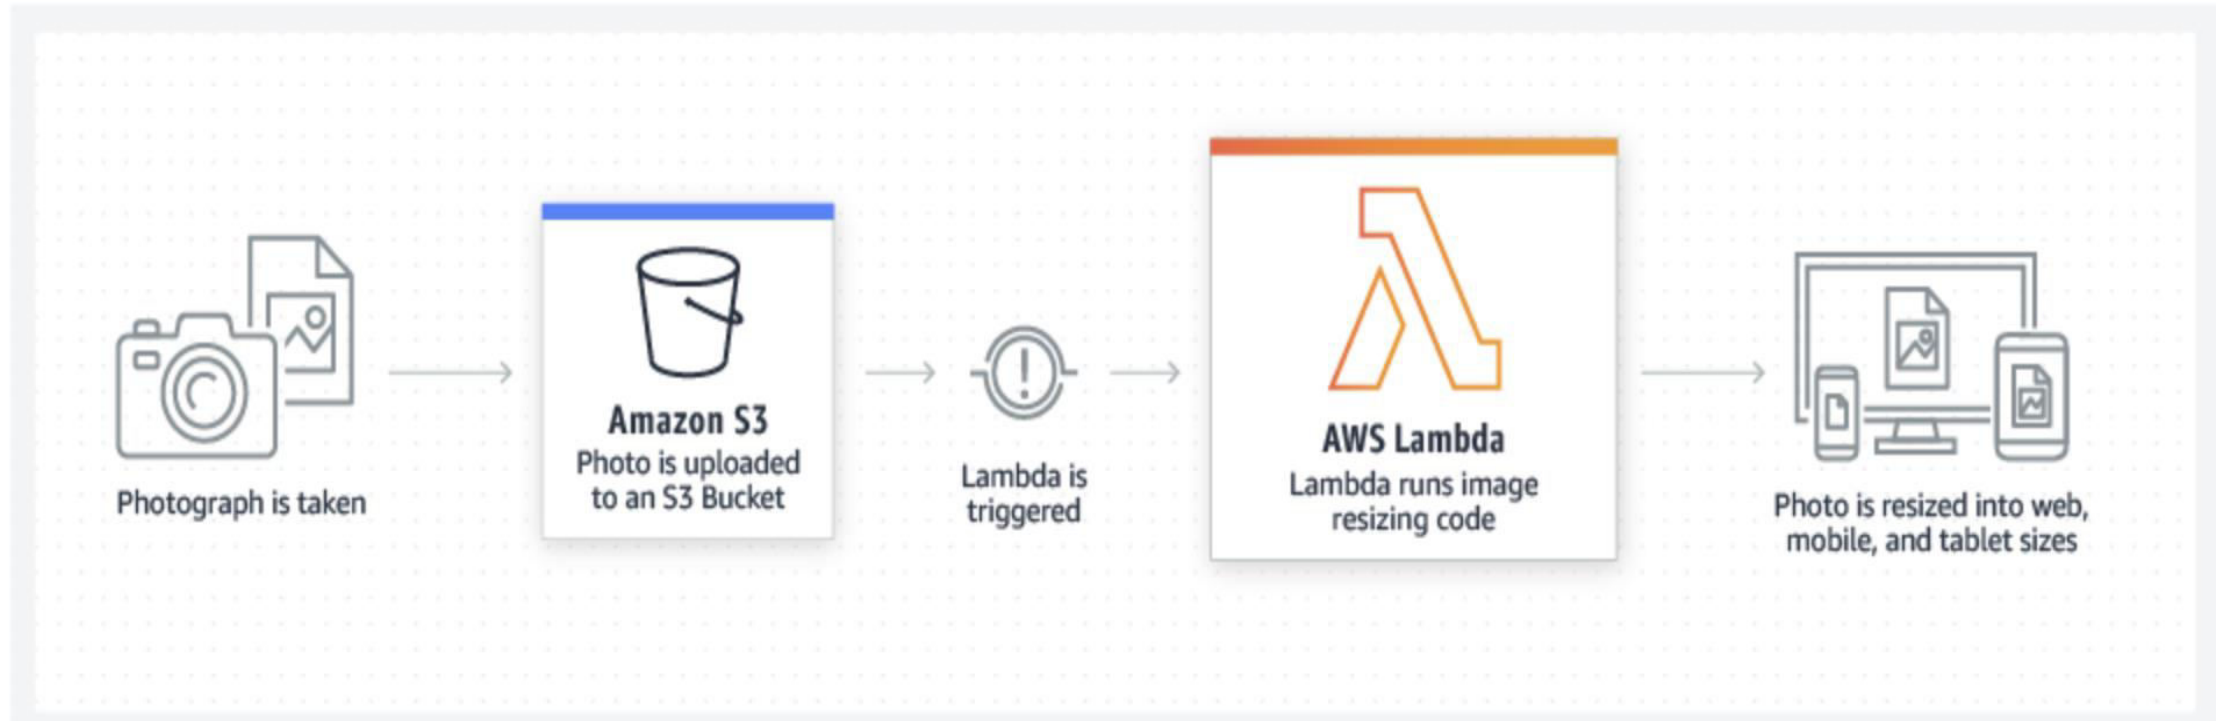 Photograph is taken
Amazon S3
Photo is uploaded
to an S3 Bucket
Lambda is
triggered
AWS Lambda
Lambda runs image
resizing code
Photo is resized into web,
mobile, and tablet sizes